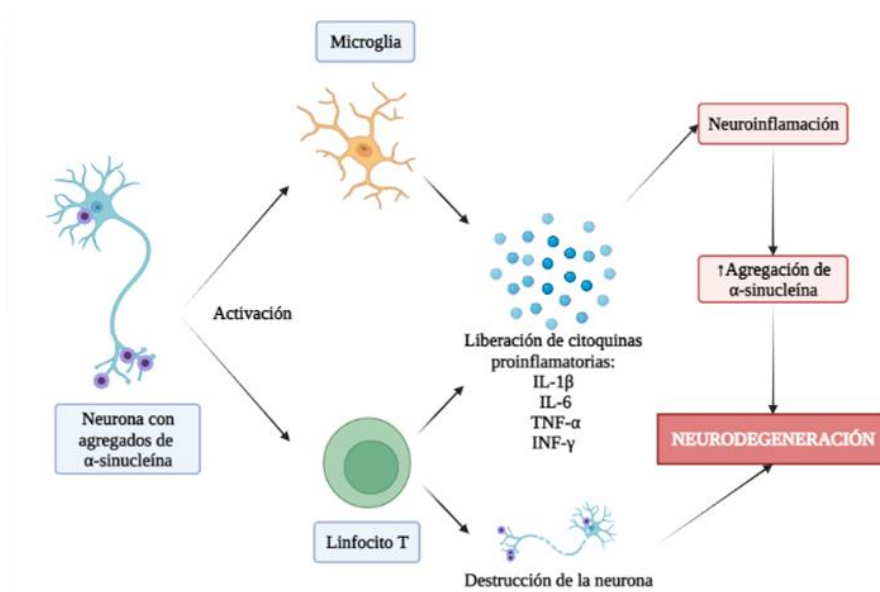 Microglia
Neuroinflamación
↑Agregación de
α-sinucleína
Activación
Liberación de citoquinas
proinflamatorias:
IL-1β
IL-6
TNF-α
INF-γ
Neurona con
agregados de
α-sinucleína
NEURODEGENERACIÓN
Linfocito T
Destrucción de la neurona